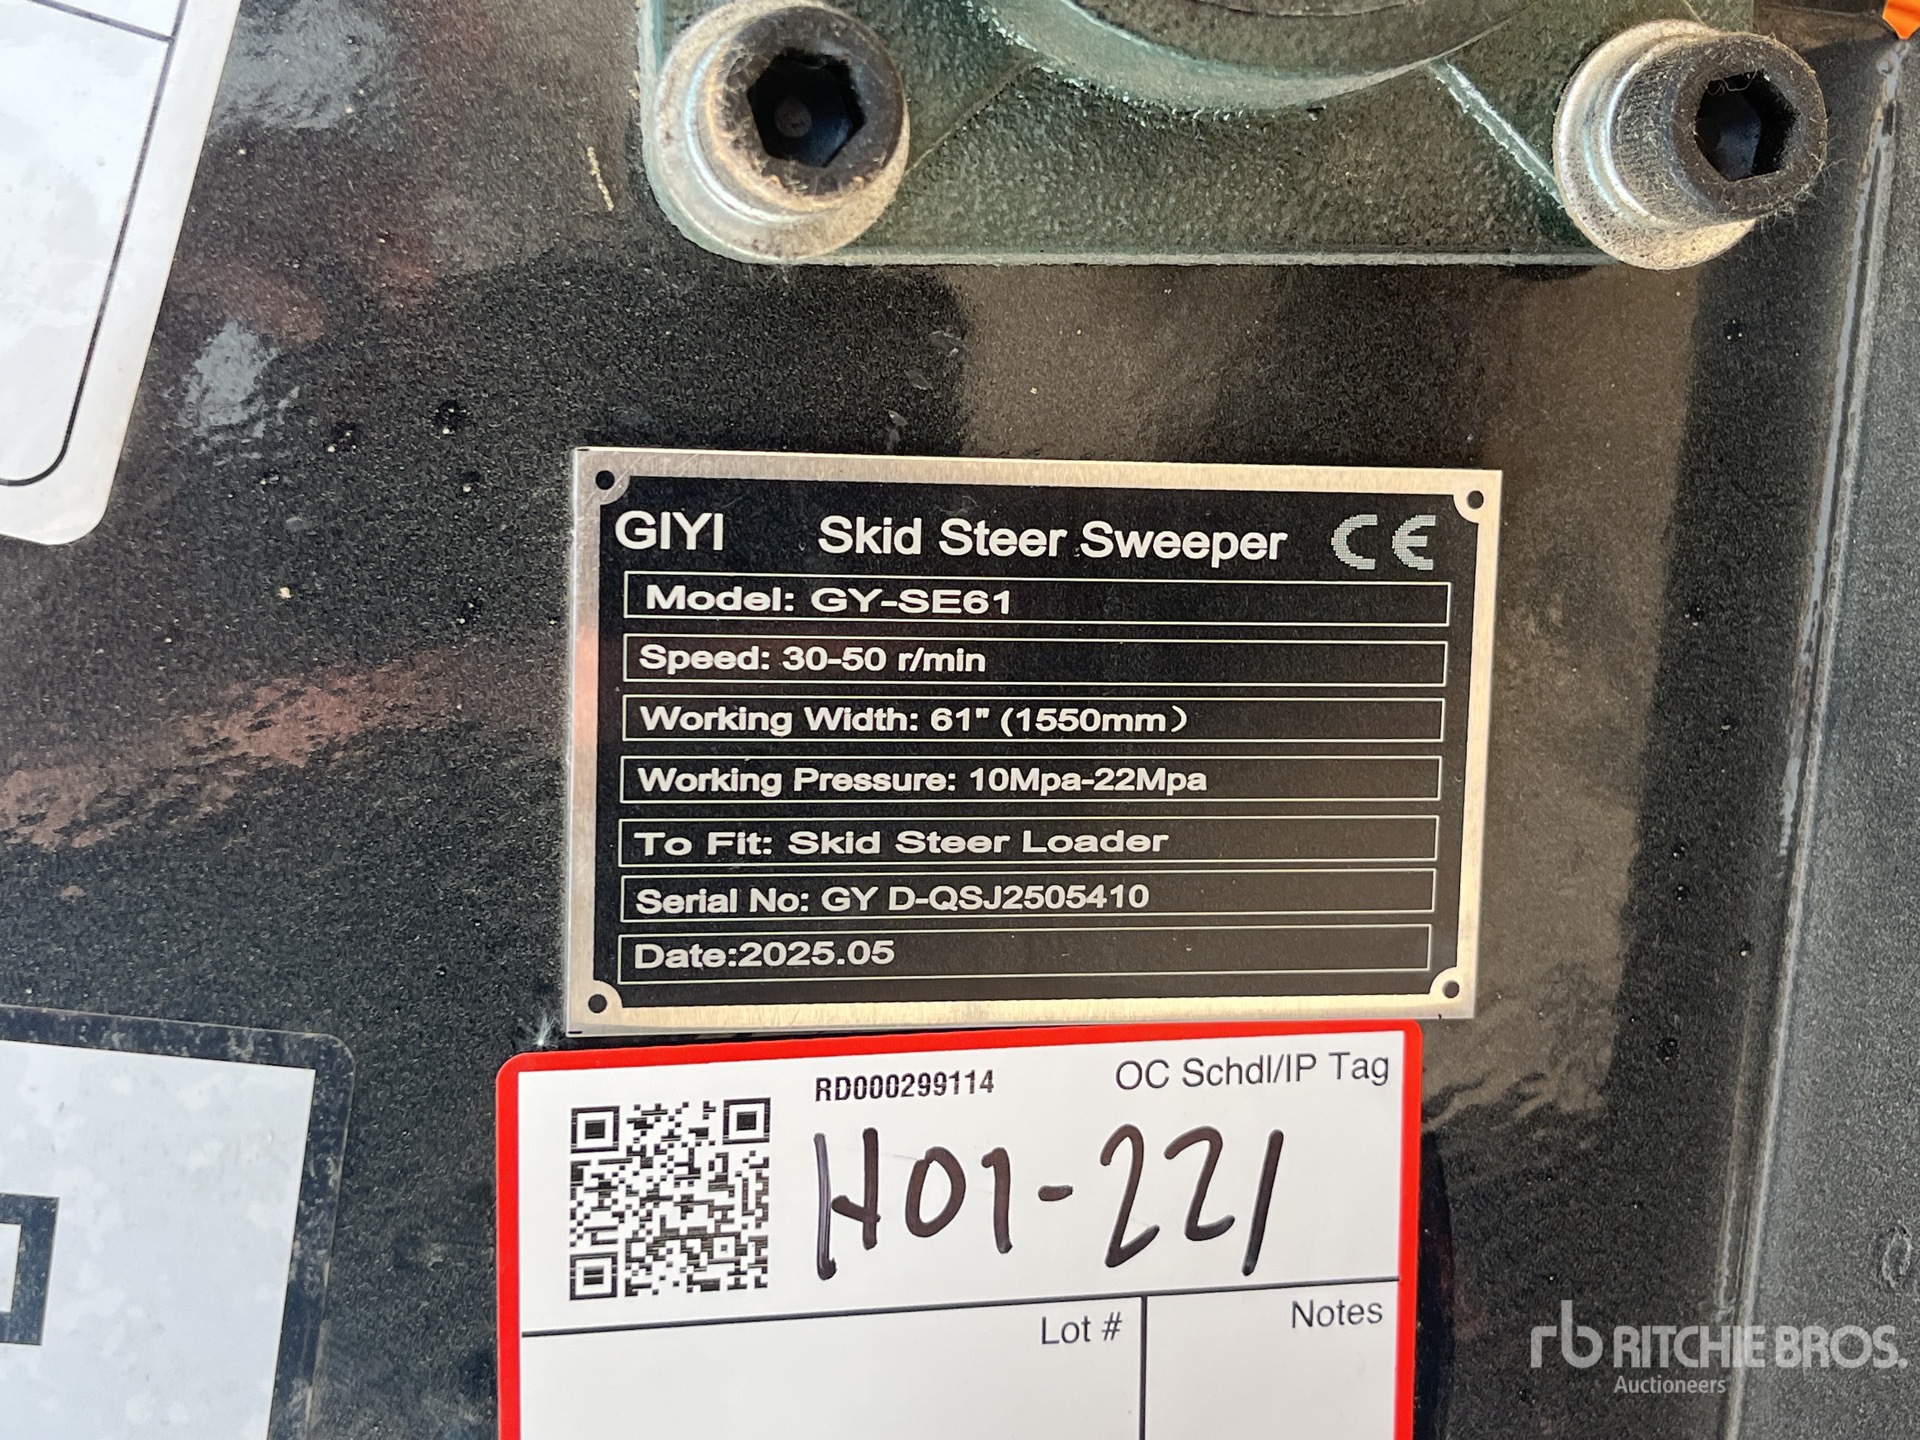 GIYI Skid Steer Sweeper CE
Model: GY-SE61
Speed: 30-50 r/min
Working Width: 61" (1550mm)
Working Pressure: 10Mpa-22Mpa
To Fit: Skid Steer Loader
Serial No: GY D-QSJ2505410
Date:2025.05
RD000299114 OC Schdl/IP Tag
H01-221
Lot # Notes
rb RITCHIE BROS.
Auctioneers